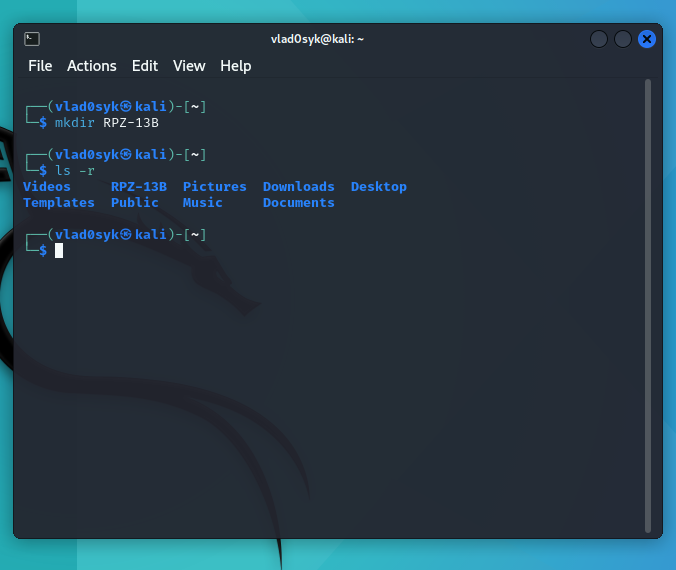 vlad0syk@kali: ~
File Actions Edit View Help
┌──(vlad0syk㉿kali)-[~]
└─$ mkdir RPZ-13B
┌──(vlad0syk㉿kali)-[~]
└─$ ls -r
Videos RPZ-13B Pictures Downloads Desktop
Templates Public Music Documents
┌──(vlad0syk㉿kali)-[~]
└─$